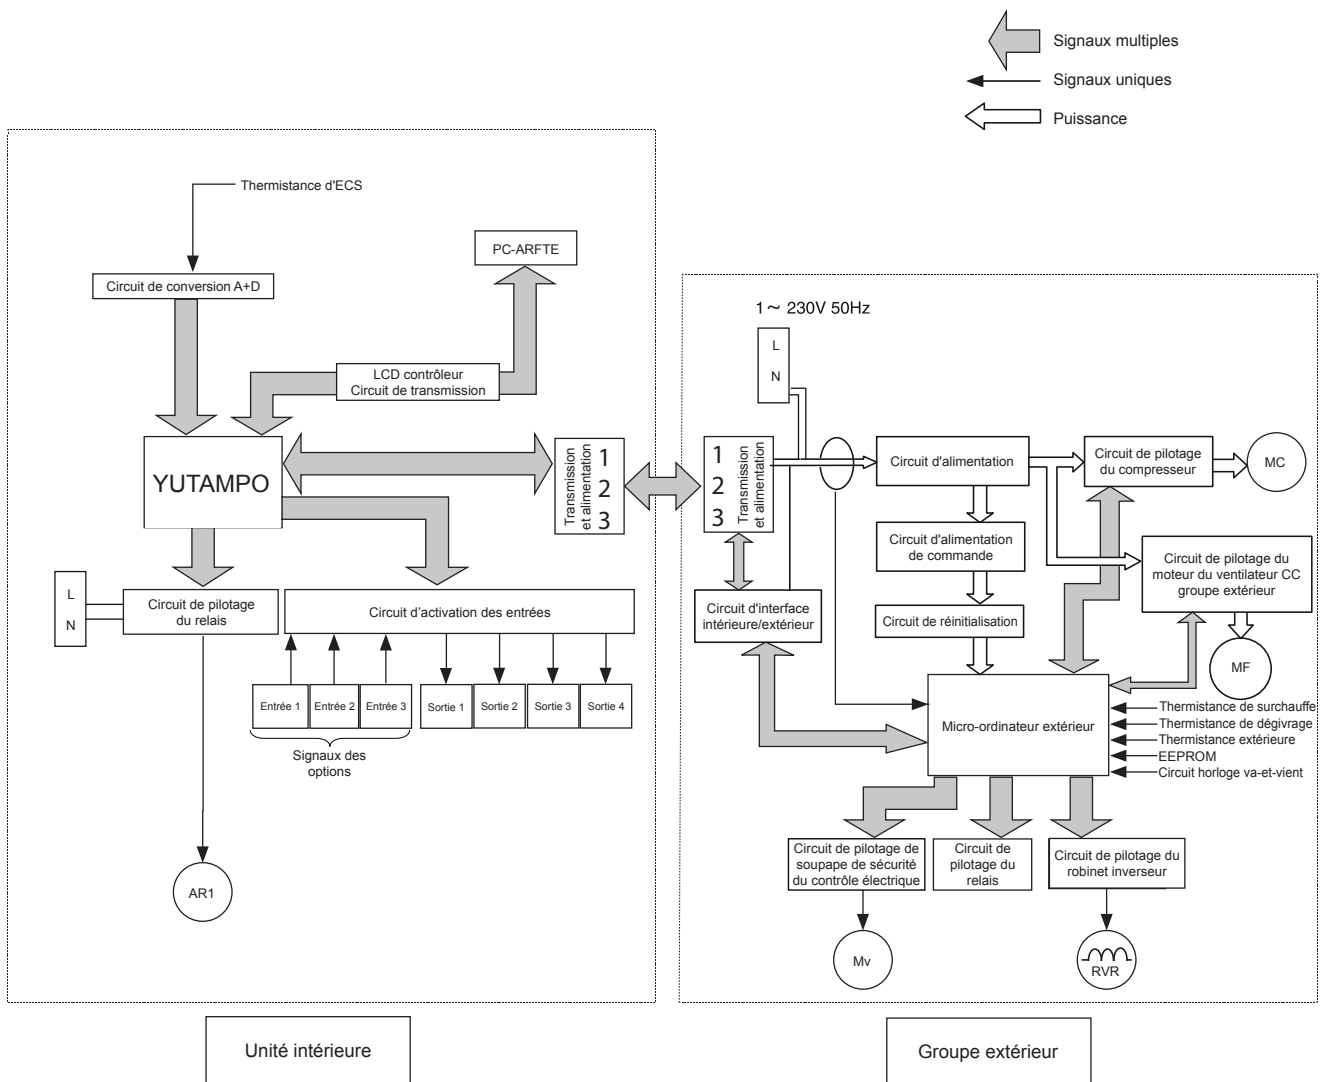 Signaux multiples
Signaux uniques
Puissance
Thermistance d'ECS
PC-ARFTE
Circuit de conversion A+D
LCD contrôleur
Circuit de transmission
YUTAMPO
Transmission
et alimentation
1
2
3
L
N
Circuit de pilotage
du relais
Circuit d'activation des entrées
Entrée 1
Entrée 2
Entrée 3
Sortie 1
Sortie 2
Sortie 3
Sortie 4
Signaux des
options
AR1
Unité intérieure
1~ 230V 50Hz
L
N
1
2
3
Transmission
et alimentation
Circuit d'alimentation
Circuit de pilotage
du compresseur
MC
Circuit d'alimentation
de commande
Circuit de pilotage du
moteur du ventilateur CC
groupe extérieur
Circuit d'interface
intérieure/extérieur
Circuit de réinitialisation
MF
Micro-ordinateur extérieur
Thermistance de surchauffe
Thermistance de dégivrage
Thermistance extérieure
EEPROM
Circuit horloge va-et-vient
Circuit de pilotage de
soupape de sécurité
du contrôle électrique
Circuit de
pilotage du
relais
Circuit de pilotage du
robinet inverseur
Mv
RVR
Groupe extérieur